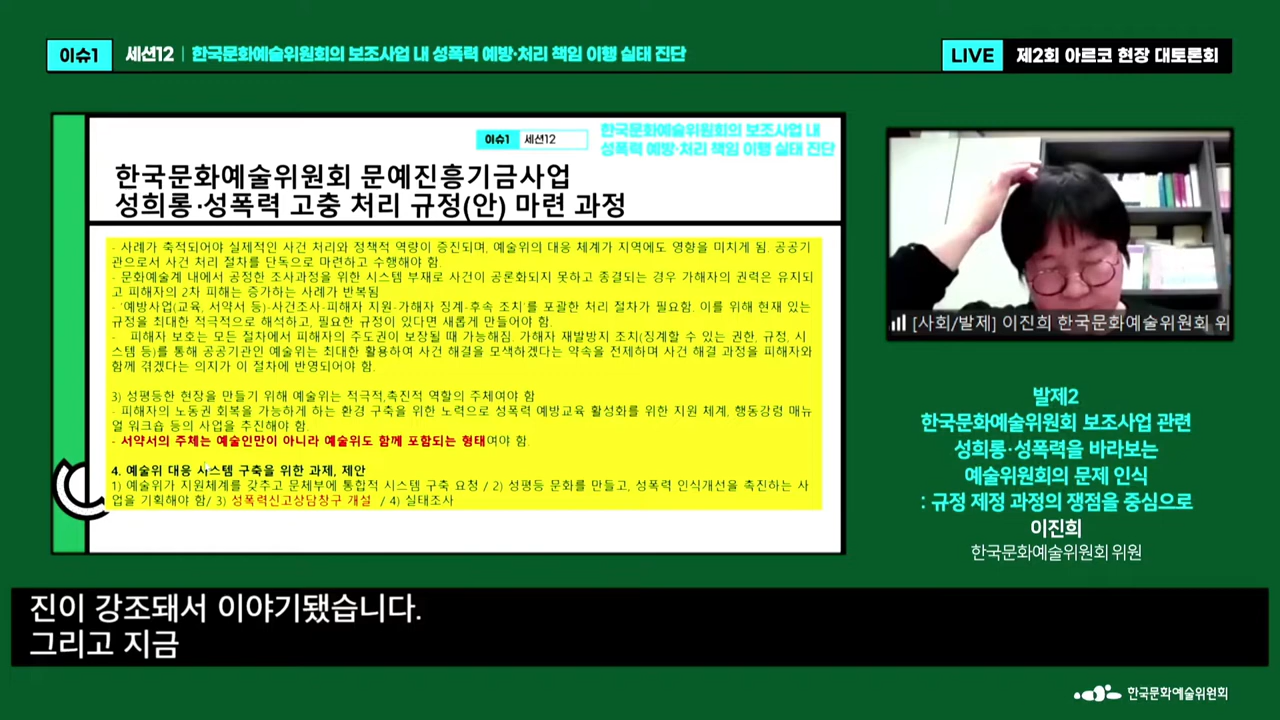 이슈1 세션12 | 한국문화예술위원회의 보조사업 내 성폭력 예방·처리 책임 이행 실태 진단
LIVE 제2회 아르코 현장 대토론회
이슈1 세션12
한국문화예술위원회의 보조사업 내
성폭력 예방·처리 책임 이행 실태 진단
한국문화예술위원회 문예진흥기금사업
성희롱·성폭력 고충 처리 규정(안) 마련 과정
- 사례가 축적되어야 실제적인 사건 처리와 정책적 역량이 증진되며, 예술위의 대응 체계가 지역에도 영향을 미치게 됨. 공공기
관으로서 사건 처리 절차를 단독으로 마련하고 수행해야 함.
- 문화예술계 내에서 공정한 조사과정을 위한 시스템 부재로 사건이 공론화되지 못하고 종결되는 경우 가해자의 권력은 유지되
고 피해자의 2차 피해는 증가하는 사례가 반복됨
- '예방사업(교육, 서약서 등)-사건조사-피해자 지원-가해자 징계-후속 조치'를 포괄한 처리 절차가 필요함. 이를 위해 현재 있는
규정을 최대한 적극적으로 해석하고, 필요한 규정이 있다면 새롭게 만들어야 함.
- 피해자 보호는 모든 절차에서 피해자의 주도권이 보장될 때 가능해짐. 가해자 재발방지 조치(징계할 수 있는 권한, 규정, 시
스템 등)를 통해 공공기관인 예술위는 최대한 활용하여 사건 해결을 모색하겠다는 약속을 전제하며 사건 해결 과정을 피해자와
함께 겪겠다는 의지가 이 절차에 반영되어야 함.
3) 성평등한 현장을 만들기 위해 예술위는 적극적,촉진적 역할의 주체여야 함
- 피해자의 노동권 회복을 가능하게 하는 환경 구축을 위한 노력으로 성폭력 예방교육 활성화를 위한 지원 체계, 행동강령 매뉴
얼 워크숍 등의 사업을 추진해야 함.
- 서약서의 주체는 예술인만이 아니라 예술위도 함께 포함되는 형태여야 함.
4. 예술위 대응 시스템 구축을 위한 과제, 제안
1) 예술위가 지원체계를 갖추고 문체부에 통합적 시스템 구축 요청 / 2) 성평등 문화를 만들고, 성폭력 인식개선을 촉진하는 사
업을 기획해야 함/ 3) 성폭력신고상담창구 개설 / 4) 실태조사
[사회/발제] 이진희 한국문화예술위원회 위
발제2
한국문화예술위원회 보조사업 관련
성희롱·성폭력을 바라보는
예술위원회의 문제 인식
: 규정 제정 과정의 쟁점을 중심으로
이진희
한국문화예술위원회 위원
진이 강조돼서 이야기됐습니다.
그리고 지금
한국문화예술위원회